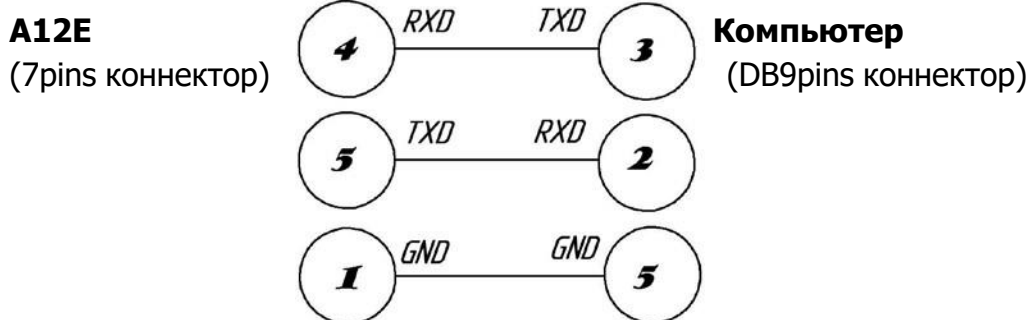 A12E RXD TXD Компьютер
4 3
(7pins коннектор) (DB9pins коннектор)
TXD RXD
5 2
GND GND
1 5